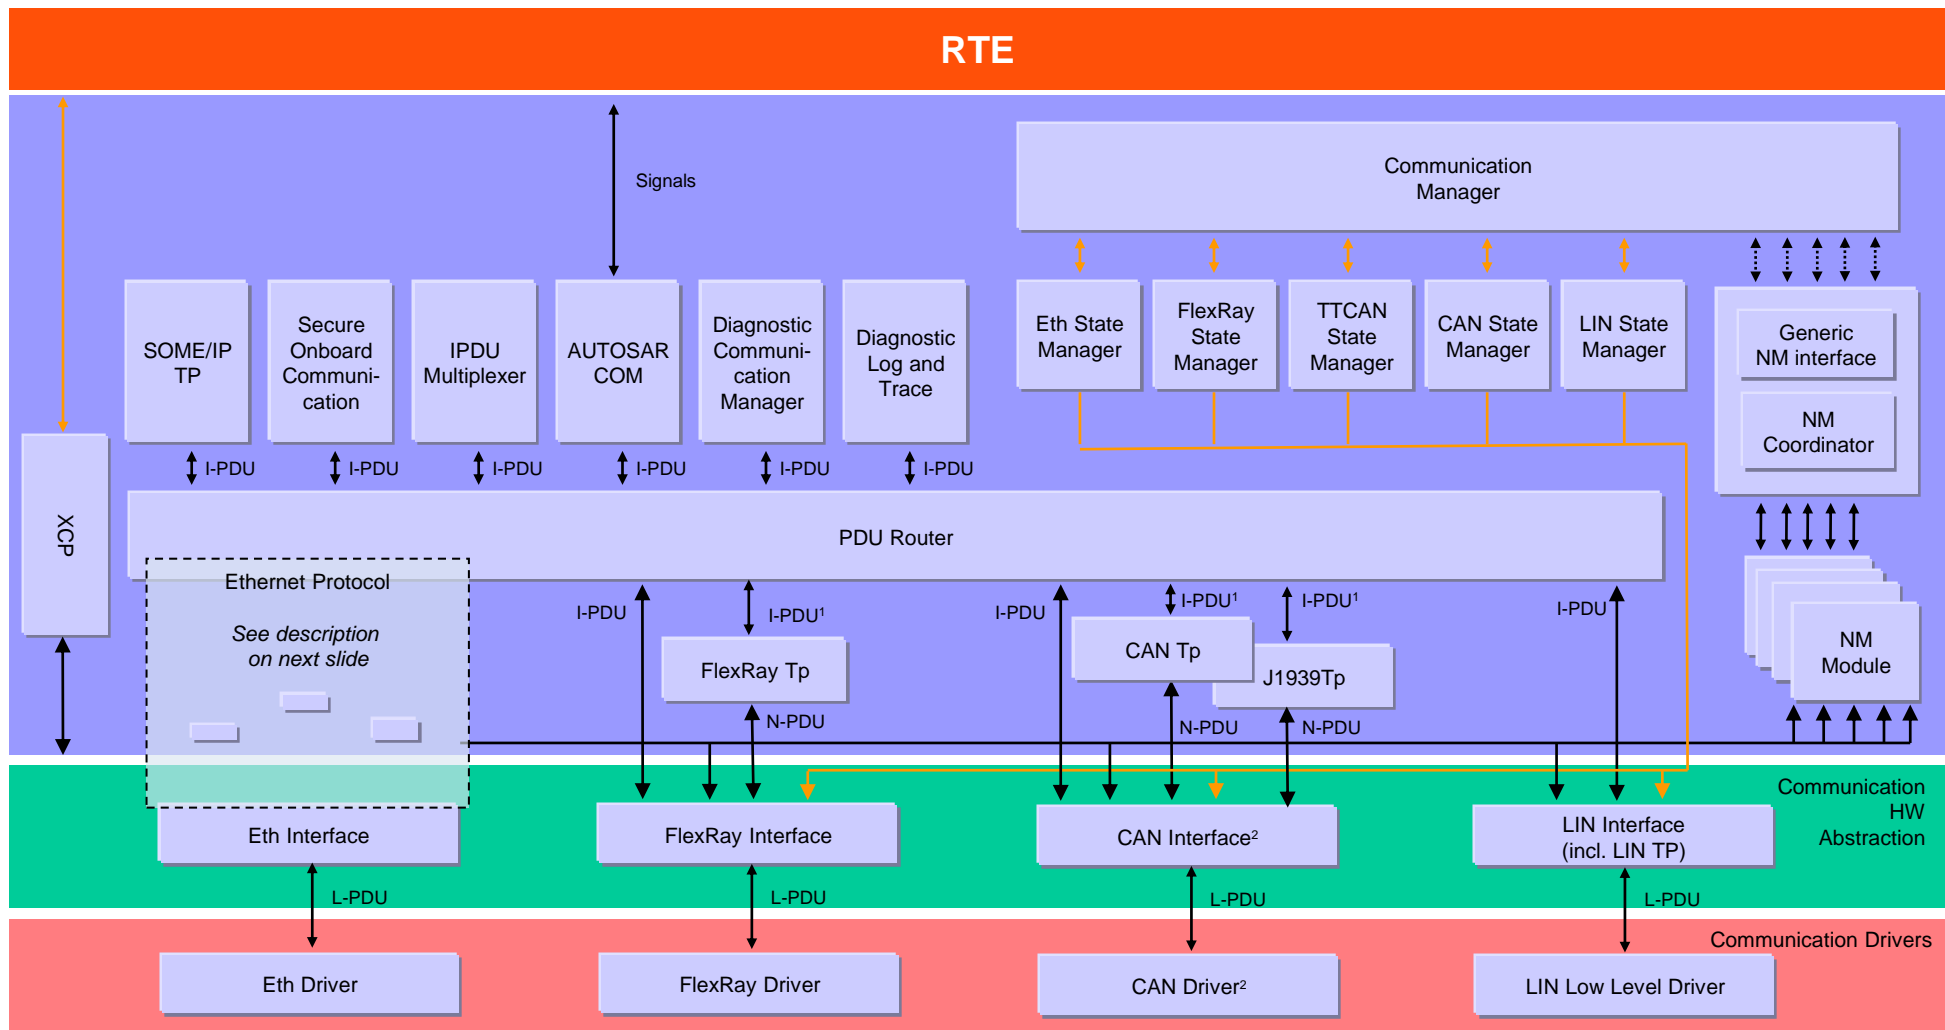 RTE
Signals
Communication
Manager
SOME/IP
TP
Secure
Onboard
Communi-
cation
IPDU
Multiplexer
AUTOSAR
COM
Diagnostic
Communi-
cation
Manager
Diagnostic
Log and
Trace
Eth State
Manager
FlexRay
State
Manager
TTCAN
State
Manager
CAN State
Manager
LIN State
Manager
Generic
NM interface
NM
Coordinator
I-PDU
I-PDU
I-PDU
I-PDU
I-PDU
I-PDU
XCP
PDU Router
Ethernet Protocol
See description
on next slide
I-PDU
I-PDU¹
I-PDU
I-PDU¹
I-PDU¹
I-PDU
FlexRay Tp
CAN Tp
J1939Tp
NM
Module
N-PDU
N-PDU
N-PDU
Communication
HW
Abstraction
Eth Interface
FlexRay Interface
CAN Interface²
LIN Interface
(incl. LIN TP)
L-PDU
L-PDU
L-PDU
L-PDU
Communication Drivers
Eth Driver
FlexRay Driver
CAN Driver²
LIN Low Level Driver